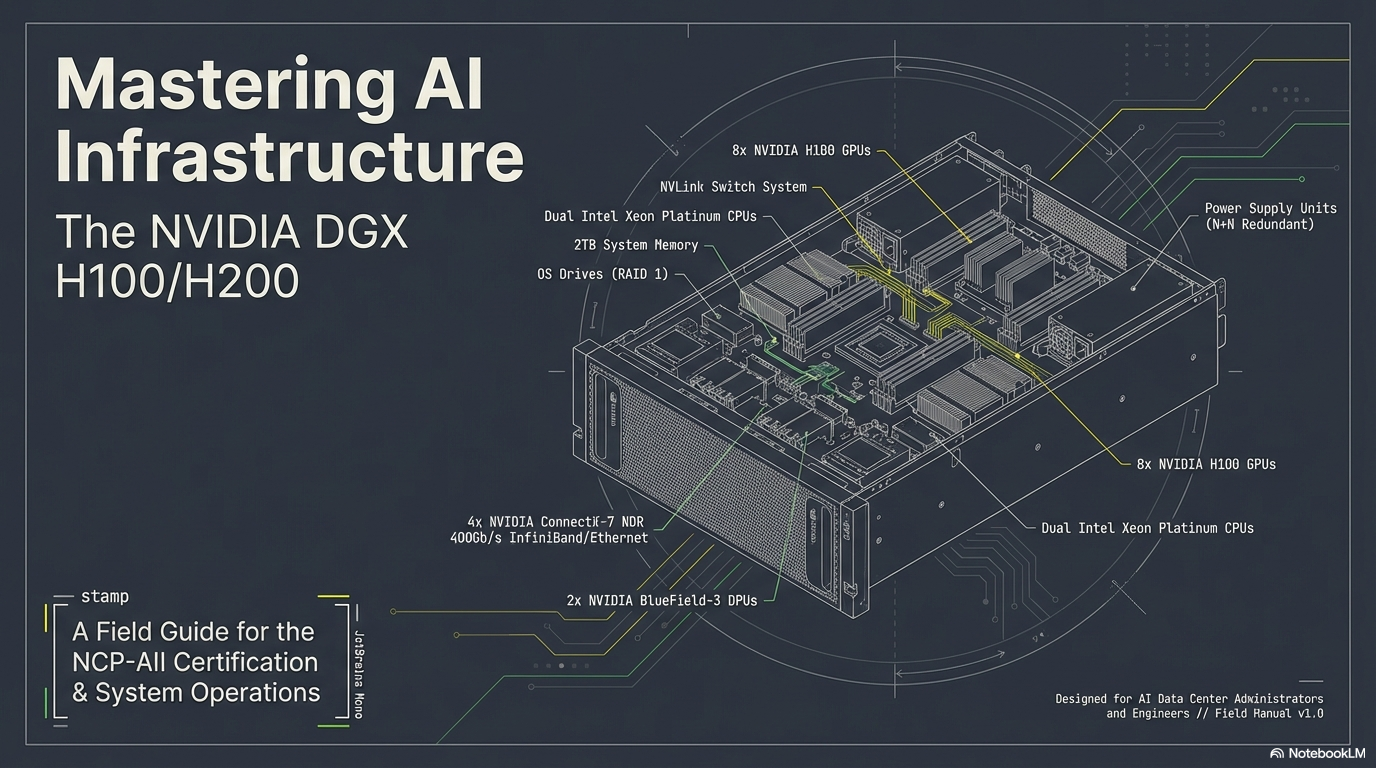 Mastering AI
Infrastructure
The NVIDIA DGX
H100/H200
8x NVIDIA H100 GPUs
NVLink Switch System
Dual Intel Xeon Platinum CPUs
2TB System Memory
OS Drives (RAID 1)
Power Supply Units
(N+N Redundant)
8x NVIDIA H100 GPUs
Dual Intel Xeon Platinum CPUs
4x NVIDIA ConnectX-7 NDR
400Gb/s InfiniBand/Ethernet
2x NVIDIA BlueField-3 DPUs
stamp
A Field Guide for the
NCP-AII Certification
& System Operations
Designed for AI Data Center Administrators
and Engineers // Field Manual v1.0
NotebookLM